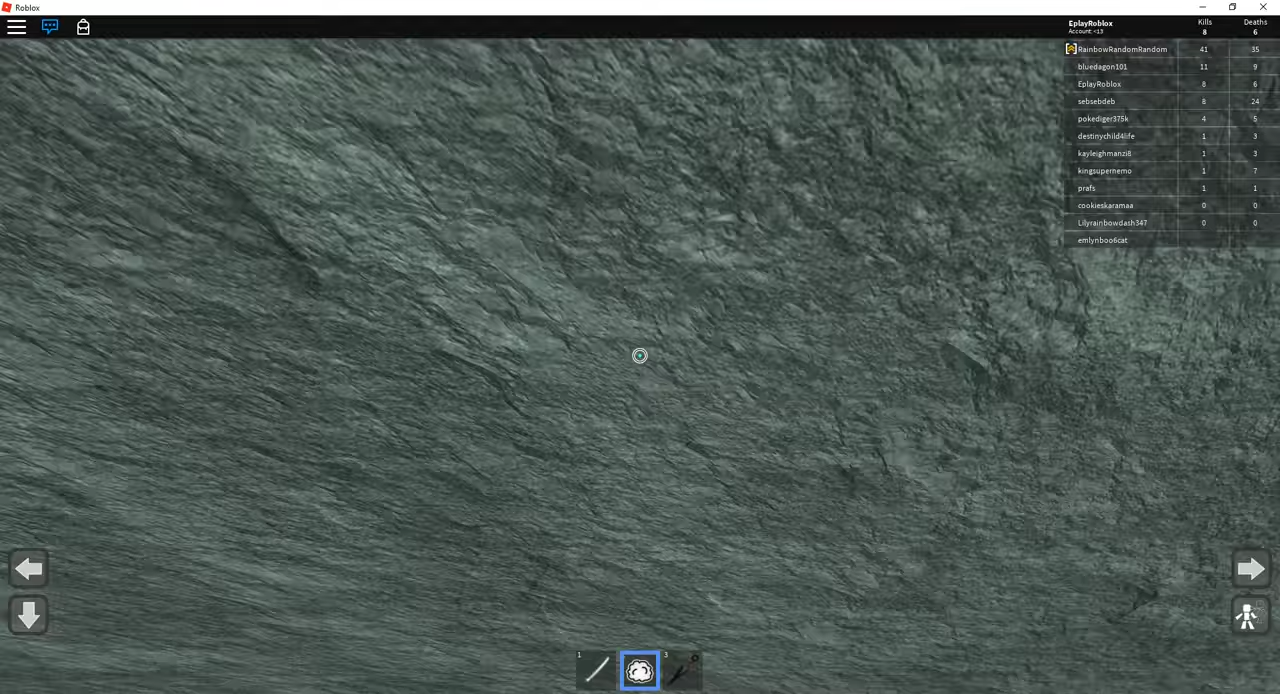 Roblox
EplayRoblox Kills Deaths
Account: <13 8 6
RainbowRandomRandom 41 35
bluedagon101 11 9
EplayRoblox 8 6
sebsebdeb 8 24
pokediger375k 4 5
destinychild4life 1 3
kayleighmanzi8 1 3
kingsupernemo 1 7
prafs 1 1
cookieskaramaa 0 0
Lilyrainbowdash347 0 0
emlynboo6cat
1 3